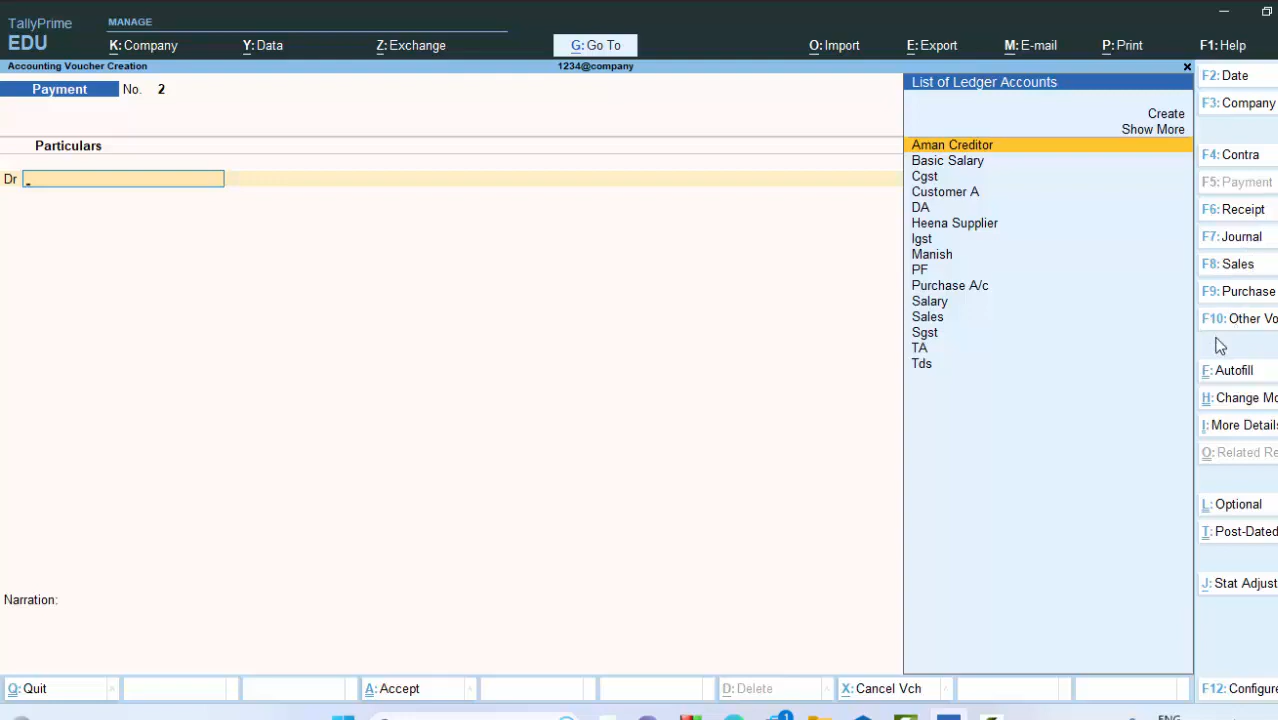 TallyPrime
EDU
MANAGE
K: Company
Y: Data
Z: Exchange
G: Go To
O: Import
E: Export
M: E-mail
P: Print
F1: Help
Accounting Voucher Creation
1234@company
×
Payment
No. 2
Particulars
Dr
Narration:
List of Ledger Accounts
Create
Show More
Aman Creditor
Basic Salary
Cgst
Customer A
DA
Heena Supplier
Igst
Manish
PF
Purchase A/c
Salary
Sales
Sgst
TA
Tds
F2: Date
F3: Company
F4: Contra
F5: Payment
F6: Receipt
F7: Journal
F8: Sales
F9: Purchase
F10: Other Vo
F: Autofill
H: Change Mo
I: More Details
O: Related Re
L: Optional
T: Post-Dated
J: Stat Adjust
F12: Configure
Q: Quit
A: Accept
D: Delete
X: Cancel Vch
1
ENG